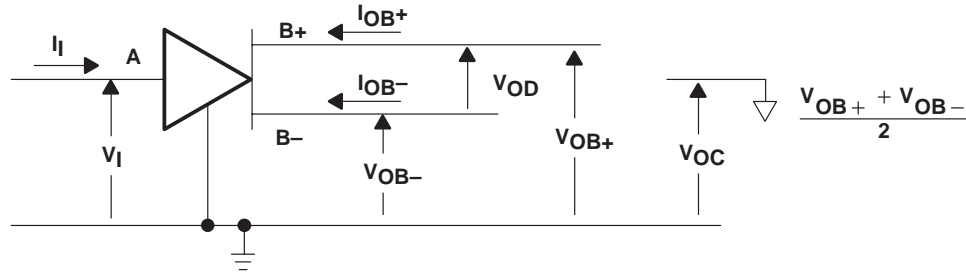 B+
I_OB+
I_I
A
I_OB–
V_OD
V_OB+ + V_OB–
2
B–
V_I
V_OB–
V_OB+
V_OC